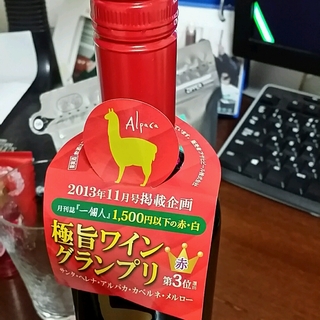 Alpaca
2013年11月号掲載企画
月刊誌『一個人』1,500円以下の赤・白
極旨ワイン
グランプリ
赤
第3位
サンタ・ヘレナ・アルパカ・カベルネ・メルロー